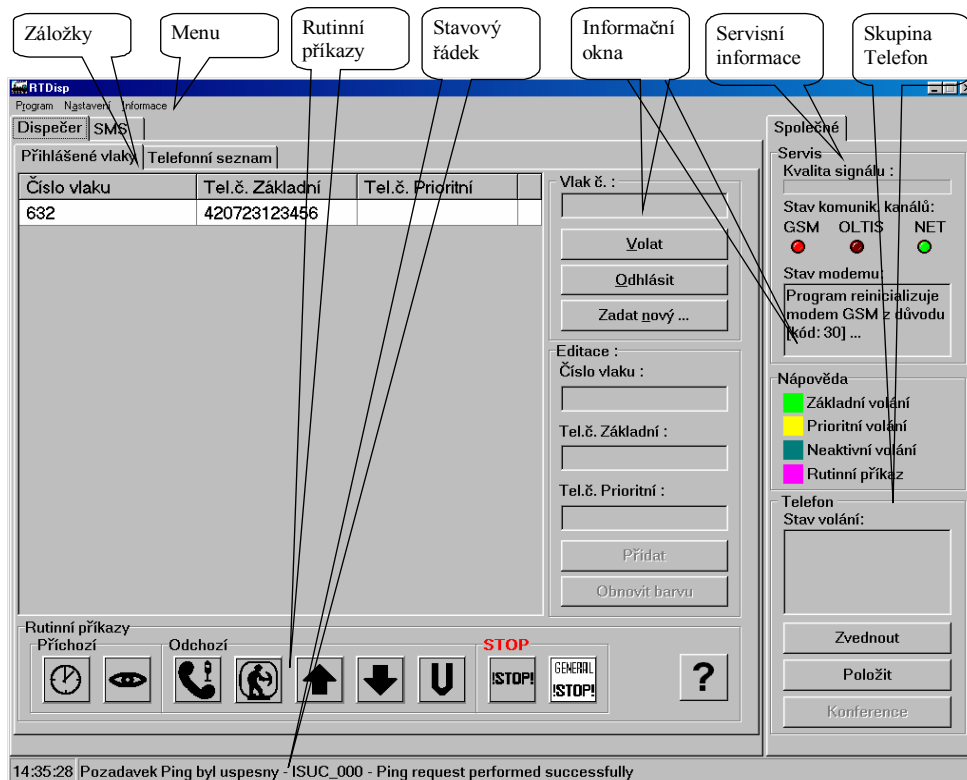 Záložky
Menu
Rutinní
příkazy
Stavový
řádek
Informační
okna
Servisní
informace
Skupina
Telefon
RTDisp
Program Nastavení Informace
Dispečer SMS
Přihlášené vlaky Telefonní seznam
Číslo vlaku Tel.č. Základní Tel.č. Prioritní
632 420723123456
Vlak č. :
Volat
Odhlásit
Zadat nový ...
Editace :
Číslo vlaku :
Tel.č. Základní :
Tel.č. Prioritní :
Přidat
Obnovit barvu
Společné
Servis
Kvalita signálu :
Stav komunik. kanálů:
GSM OLTIS NET
Stav modemu:
Program reinicializuje
modem GSM z důvodu
[kód: 30] ...
Nápověda
Základní volání
Prioritní volání
Neaktivní volání
Rutinní příkaz
Telefon
Stav volání:
Zvednout
Položit
Konference
Rutinní příkazy
Příchozí Odchozí STOP
U !STOP! GENERAL !STOP! ?
14:35:28 Pozadavek Ping byl uspesny - ISUC_000 - Ping request performed successfully